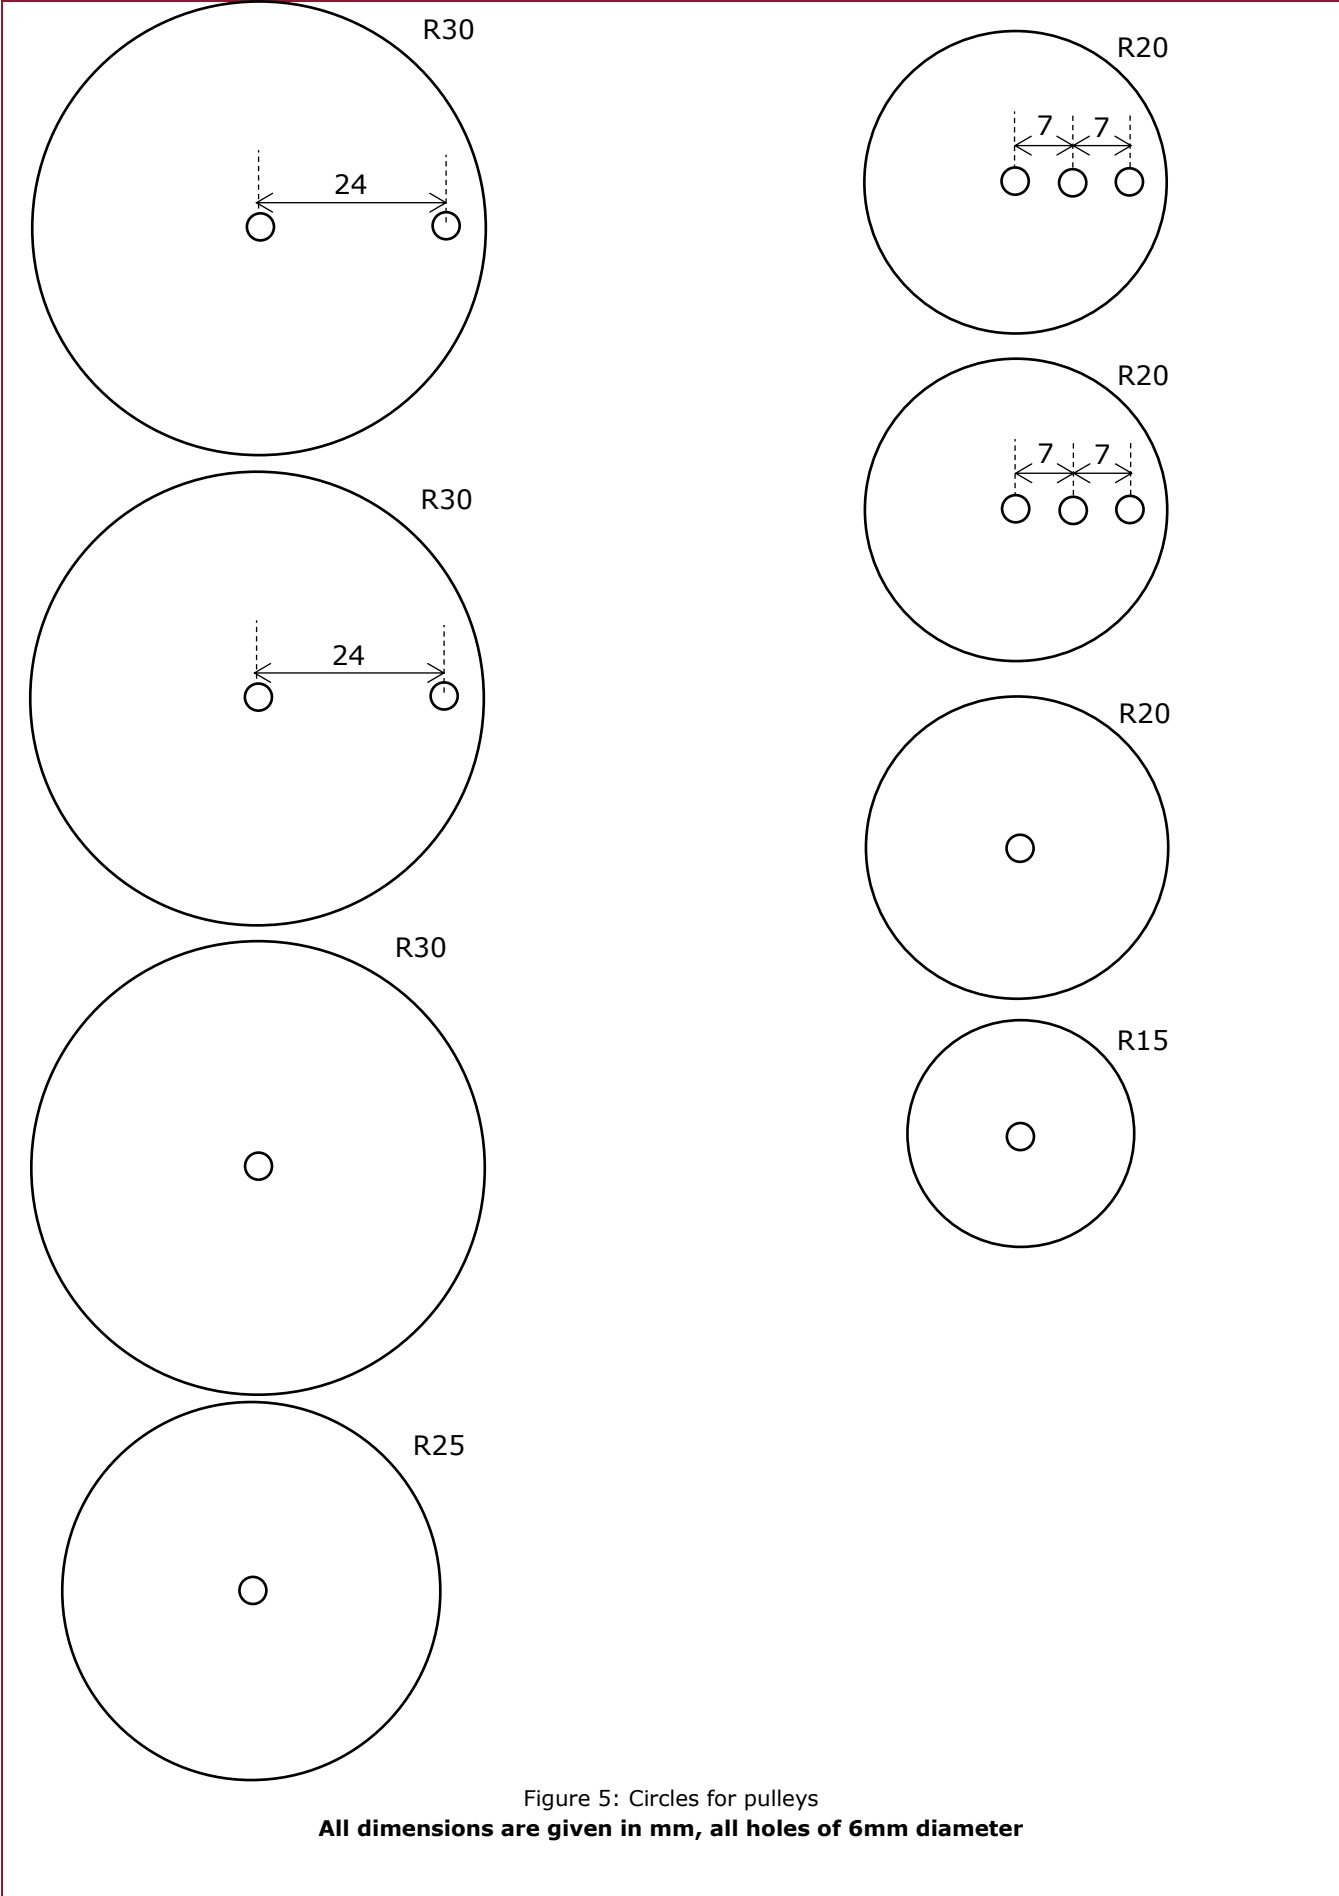 R30
24
R30
24
R30
R25
R20
7 7
R20
7 7
R20
R15
Figure 5: Circles for pulleys
All dimensions are given in mm, all holes of 6mm diameter